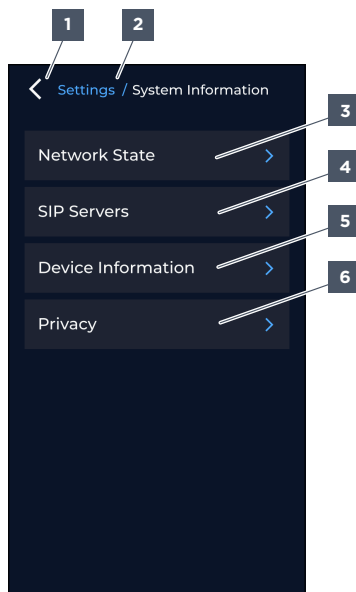 1 2
Settings / System Information
3
Network State
4
SIP Servers
5
Device Information
6
Privacy